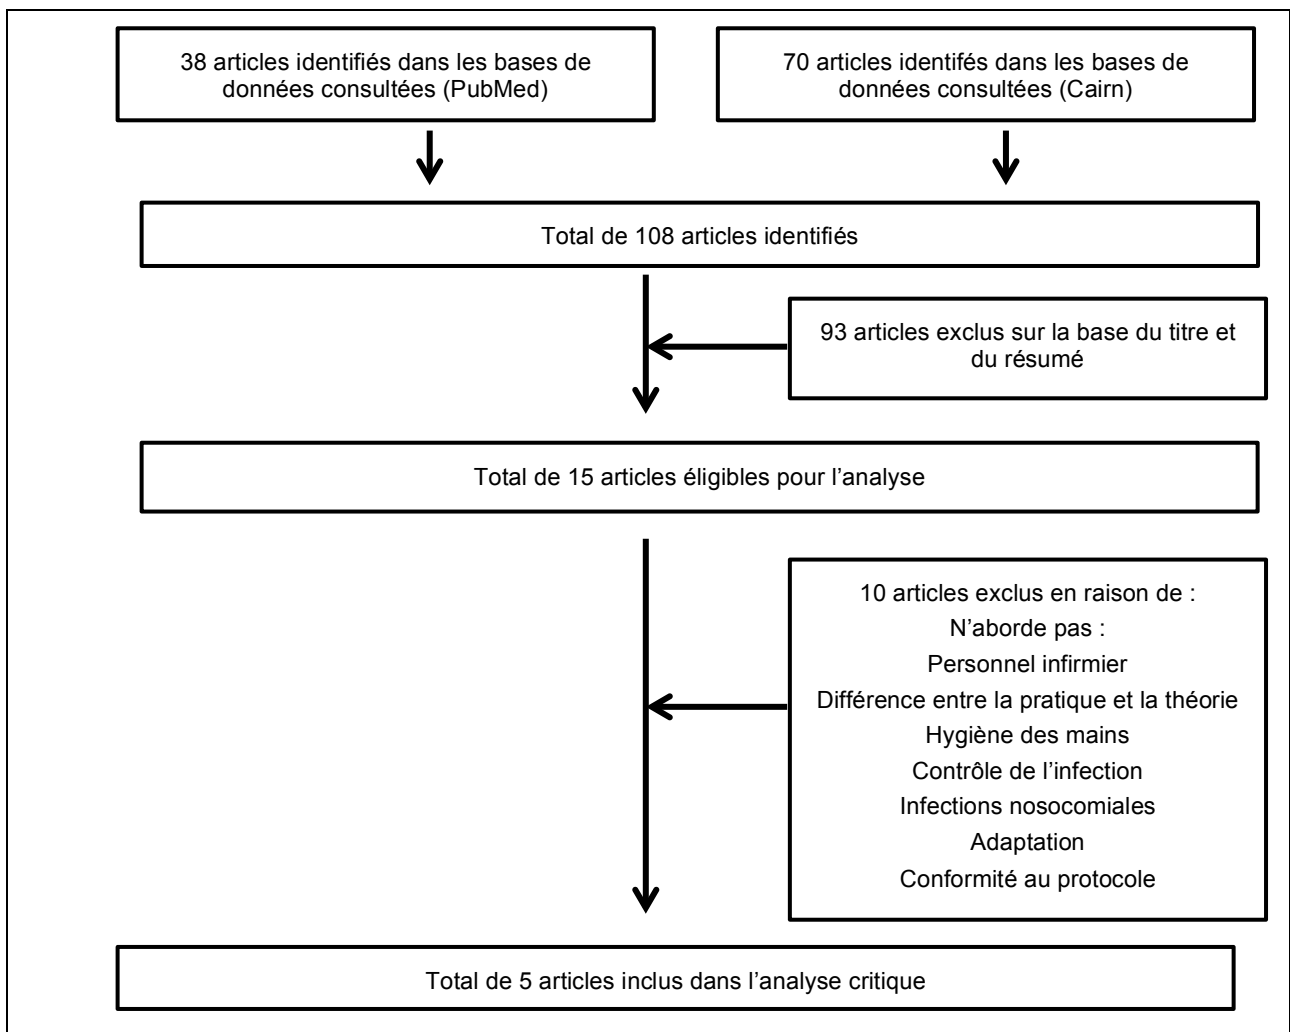 38 articles identifiés dans les bases de
données consultées (PubMed)
70 articles identifés dans les bases de
données consultées (Cairn)
Total de 108 articles identifiés
93 articles exclus sur la base du titre et
du résumé
Total de 15 articles éligibles pour l’analyse
10 articles exclus en raison de :
N’aborde pas :
Personnel infirmier
Différence entre la pratique et la théorie
Hygiène des mains
Contrôle de l’infection
Infections nosocomiales
Adaptation
Conformité au protocole
Total de 5 articles inclus dans l’analyse critique